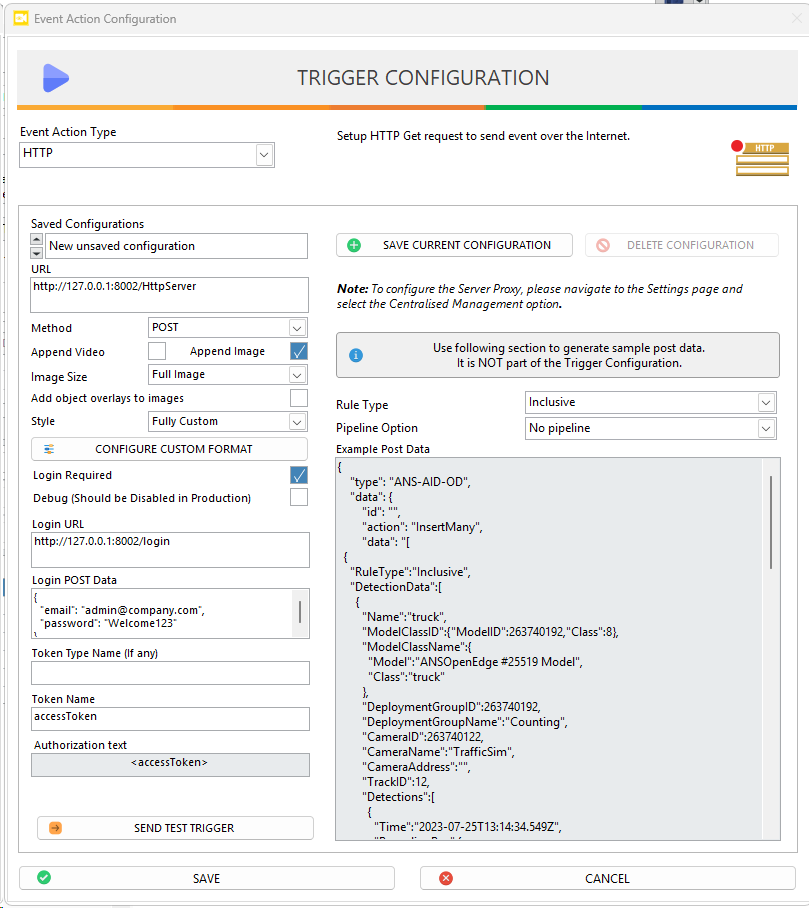 Event Action Configuration
TRIGGER CONFIGURATION
Event Action Type
HTTP
Setup HTTP Get request to send event over the Internet.
HTTP
Saved Configurations
New unsaved configuration
SAVE CURRENT CONFIGURATION
DELETE CONFIGURATION
URL
http://127.0.0.1:8002/HttpServer
Note: To configure the Server Proxy, please navigate to the Settings page and
select the Centralised Management option.
Method
POST
Append Video
Append Image
Image Size
Full Image
Add object overlays to images
Style
Fully Custom
CONFIGURE CUSTOM FORMAT
Login Required
Debug (Should be Disabled in Production)
Login URL
http://127.0.0.1:8002/login
Login POST Data
{
"email": "admin@company.com",
"password": "Welcome123"
Token Type Name (If any)
Token Name
accessToken
Authorization text
<accessToken>
SEND TEST TRIGGER
Use following section to generate sample post data.
It is NOT part of the Trigger Configuration.
Rule Type
Inclusive
Pipeline Option
No pipeline
Example Post Data
{
"type": "ANS-AID-OD",
"data": {
"id": "",
"action": "InsertMany",
"data": "[
{
"RuleType":"Inclusive",
"DetectionData":[
{
"Name":"truck",
"ModelClassID":{"ModelID":263740192,"Class":8},
"ModelClassName":{
"Model":"ANSOpenEdge #25519 Model",
"Class":"truck"
},
"DeploymentGroupID":263740192,
"DeploymentGroupName":"Counting",
"CameraID":263740122,
"CameraName":"TrafficSim",
"CameraAddress":"",
"TrackID":12,
"Detections":[
{
"Time":"2023-07-25T13:14:34.549Z",
SAVE
CANCEL